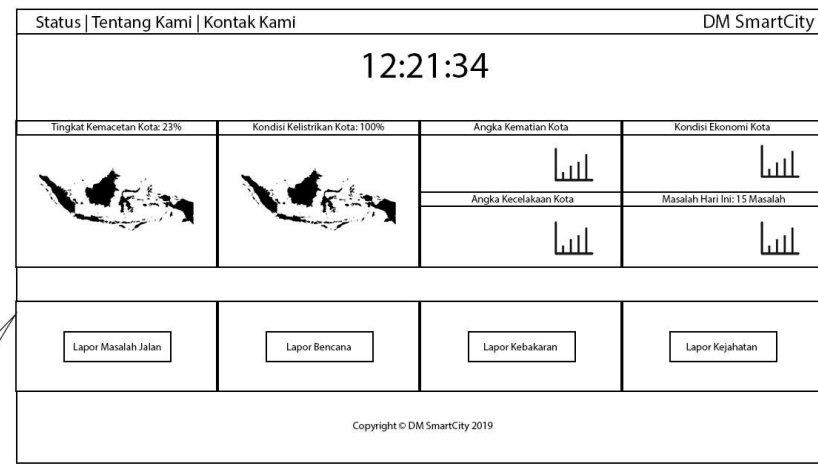 Status | Tentang Kami | Kontak Kami
DM SmartCity
12:21:34
Tingkat Kemacetan Kota: 23%
Kondisi Kelistrikan Kota: 100%
Angka Kematian Kota
Kondisi Ekonomi Kota
Angka Kecelakaan Kota
Masalah Hari Ini: 15 Masalah
Lapor Masalah Jalan
Lapor Bencana
Lapor Kebakaran
Lapor Kejahatan
Copyright © DM SmartCity 2019